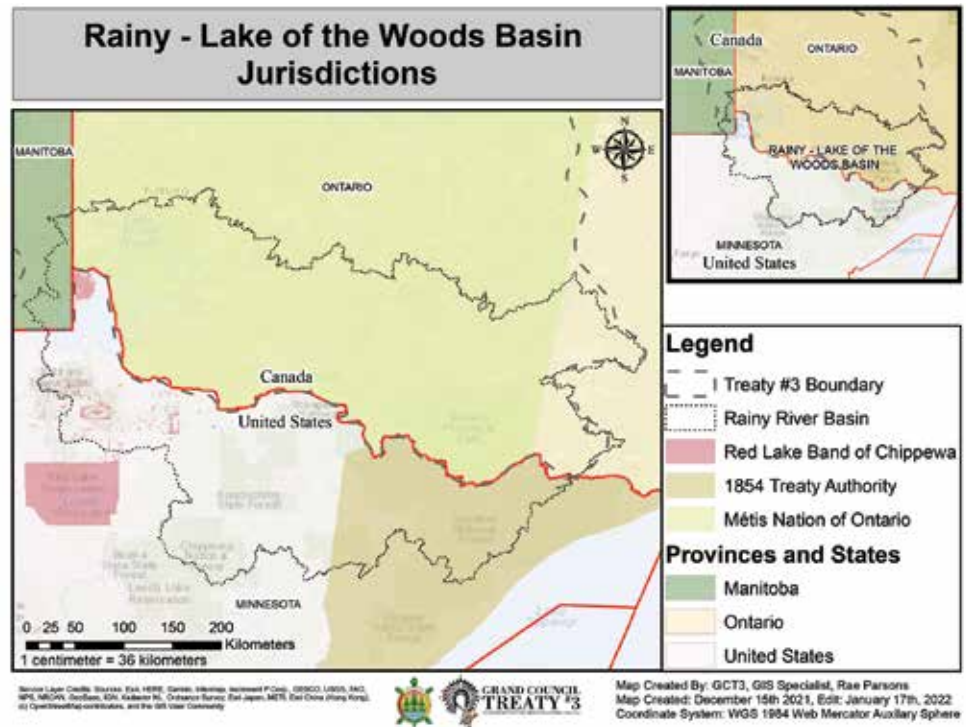 Rainy - Lake of the Woods Basin
Jurisdictions
Canada
ONTARIO
MANITOBA
RAINY - LAKE OF THE
WOODS BASIN
MINNESOTA
United States
MANITOBA
ONTARIO
N
W E
S
Canada
United States
MINNESOTA
0 25 50 100 150 200
Kilometers
1 centimeter = 36 kilometers
Legend
Treaty #3 Boundary
Rainy River Basin
Red Lake Band of Chippewa
1854 Treaty Authority
Métis Nation of Ontario
Provinces and States
Manitoba
Ontario
United States
GRAND COUNCIL
TREATY #3
Map Created By: GCT3, GIS Specialist, Rae Parsons
Map Created: December 15th 2021, Edit: January 17th, 2022
Coordinate System: WGS 1984 Web Mercator Auxilary Sphere